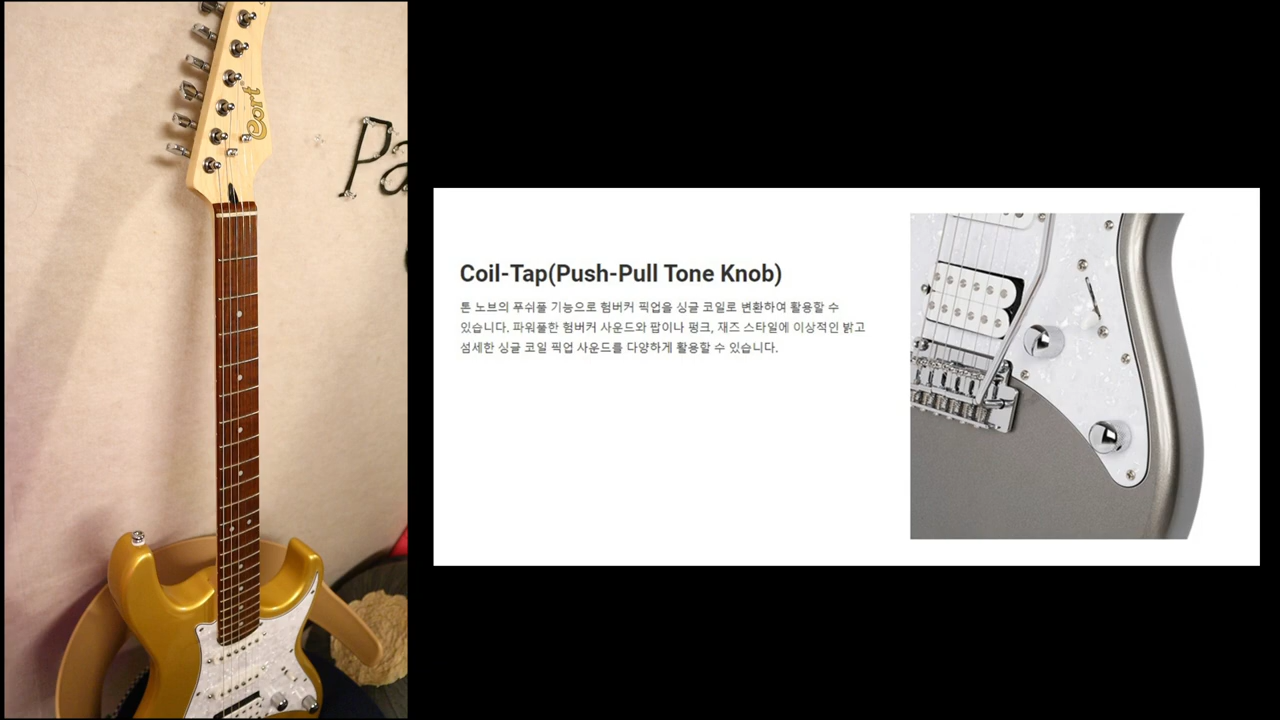 Cort
Pa
Coil-Tap(Push-Pull Tone Knob)
톤 노브의 푸쉬풀 기능으로 험버커 픽업을 싱글 코일로 변환하여 활용할 수
있습니다. 파워풀한 험버커 사운드와 팝이나 펑크, 재즈 스타일에 이상적인 밝고
섬세한 싱글 코일 픽업 사운드를 다양하게 활용할 수 있습니다.